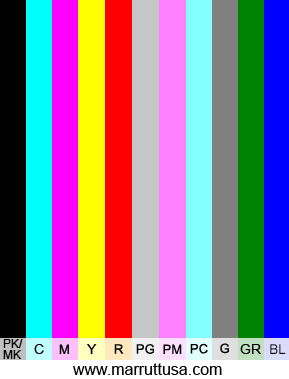 PK/
MK C M Y R PG PM PC G GR BL
www.marruttusa.com